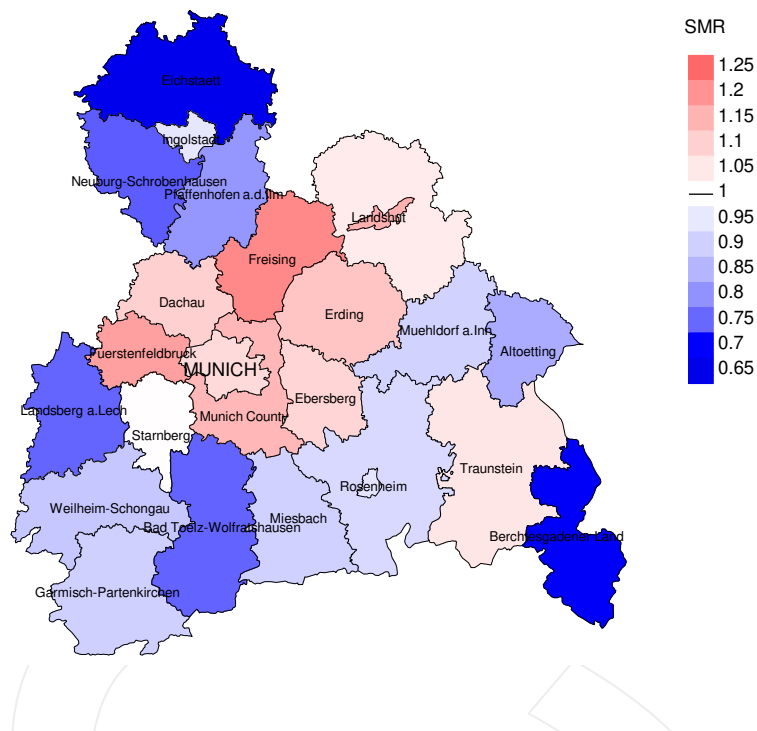 SMR
1.25
1.2
1.15
1.1
1.05
1
0.95
0.9
0.85
0.8
0.75
0.7
0.65
Eichstaett
Ingolstadt
Neuburg-Schrobenhausen
Pfaffenhofen a.d.Ilm
Landshut
Freising
Dachau
Erding
Muehldorf a.Inn
Altoetting
Fuerstenfeldbruck
MUNICH
Ebersberg
Landsberg a.Lech
Munich County
Starnberg
Traunstein
Rosenheim
Weilheim-Schongau
Miesbach
Bad Toelz-Wolfratshausen
Berchtesgadener Land
Garmisch-Partenkirchen